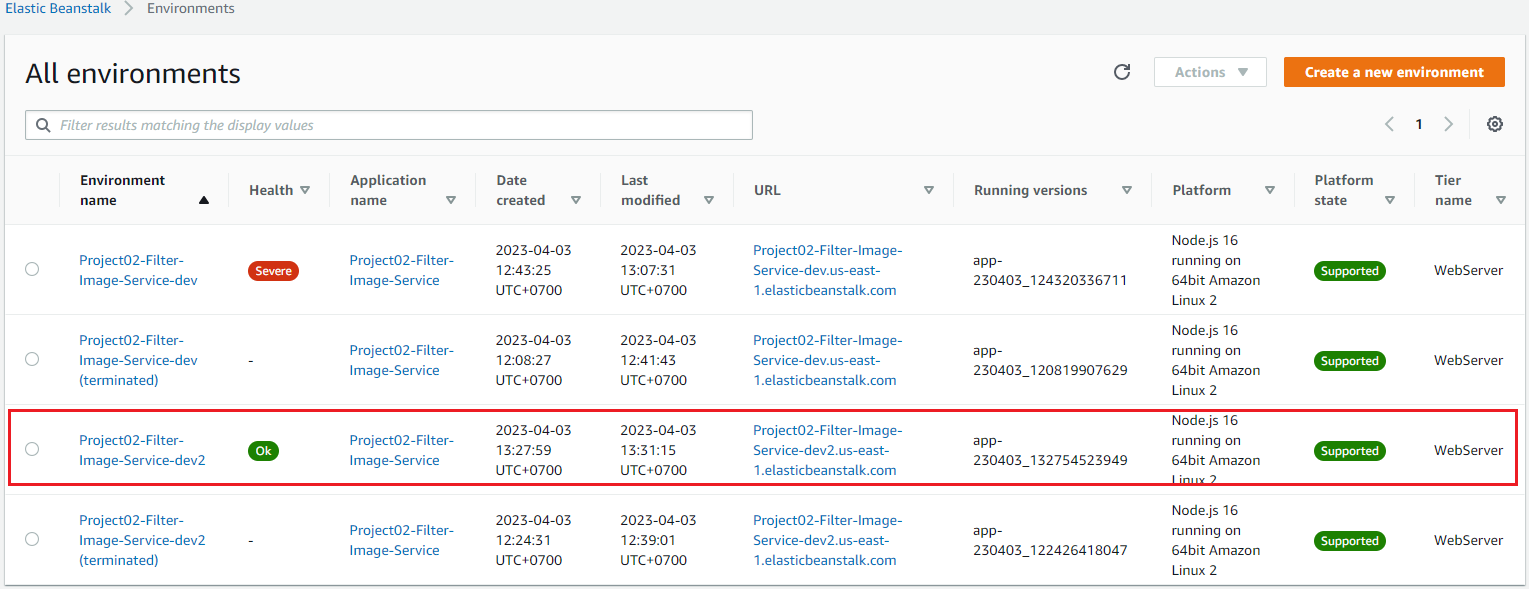 Elastic Beanstalk > Environments
All environments
Actions
Create a new environment
Filter results matching the display values
1
Environment name
Health
Application name
Date created
Last modified
URL
Running versions
Platform
Platform state
Tier name
Project02-Filter-
Image-Service-dev
Severe
Project02-Filter-
Image-Service
2023-04-03
12:43:25
UTC+0700
2023-04-03
13:07:31
UTC+0700
Project02-Filter-Image-
Service-dev.us-east-
1.elasticbeanstalk.com
app-
230403_124320336711
Node.js 16
running on
64bit Amazon
Linux 2
Supported
WebServer
Project02-Filter-
Image-Service-dev
(terminated)
-
Project02-Filter-
Image-Service
2023-04-03
12:08:27
UTC+0700
2023-04-03
12:41:43
UTC+0700
Project02-Filter-Image-
Service-dev.us-east-
1.elasticbeanstalk.com
app-
230403_120819907629
Node.js 16
running on
64bit Amazon
Linux 2
Supported
WebServer
Project02-Filter-
Image-Service-dev2
Ok
Project02-Filter-
Image-Service
2023-04-03
13:27:59
UTC+0700
2023-04-03
13:31:15
UTC+0700
Project02-Filter-Image-
Service-dev2.us-east-
1.elasticbeanstalk.com
app-
230403_132754523949
Node.js 16
running on
64bit Amazon
Linux 2
Supported
WebServer
Project02-Filter-
Image-Service-dev2
(terminated)
-
Project02-Filter-
Image-Service
2023-04-03
12:24:31
UTC+0700
2023-04-03
12:39:01
UTC+0700
Project02-Filter-Image-
Service-dev2.us-east-
1.elasticbeanstalk.com
app-
230403_122426418047
Node.js 16
running on
64bit Amazon
Linux 2
Supported
WebServer